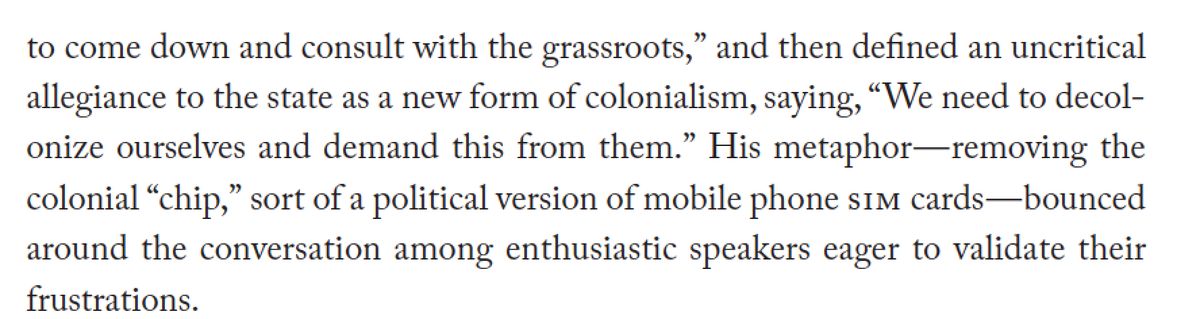 to come down and consult with the grassroots,” and then defined an uncritical
allegiance to the state as a new form of colonialism, saying, “We need to decol-
onize ourselves and demand this from them.” His metaphor—removing the
colonial “chip,” sort of a political version of mobile phone SIM cards—bounced
around the conversation among enthusiastic speakers eager to validate their
frustrations.